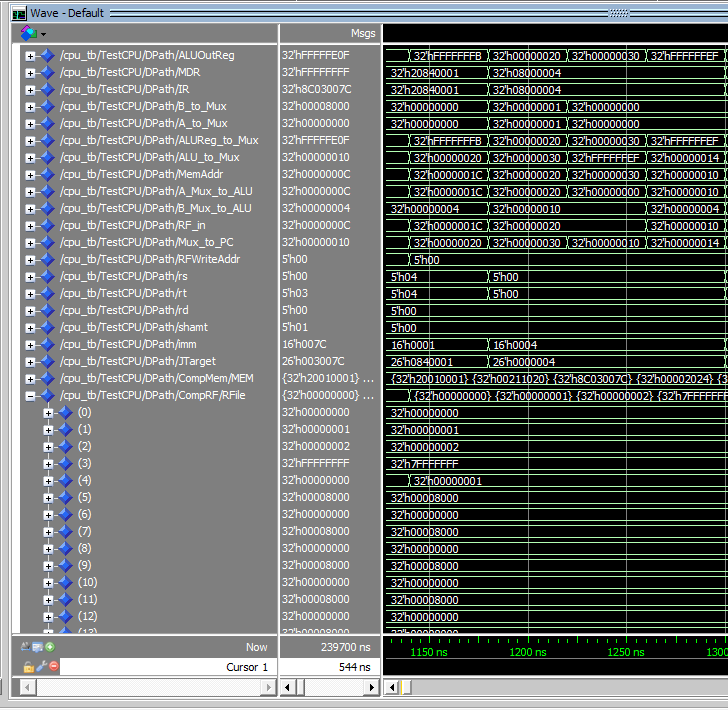 Wave - Default
Msgs
/cpu_tb/TestCPU/DPath/ALUOutReg 32'hFFFFFE0F 32'hFFFFFFFB 32'h00000020 32'h00000030 32'hFFFFFFEF
/cpu_tb/TestCPU/DPath/MDR 32'hFFFFFFFF 32'h20840001 32'h08000004
/cpu_tb/TestCPU/DPath/IR 32'h8C03007C 32'h20840001 32'h08000004
/cpu_tb/TestCPU/DPath/B_to_Mux 32'h00008000 32'h00000000 32'h00000001 32'h00000000
/cpu_tb/TestCPU/DPath/A_to_Mux 32'h00000000 32'h00000000 32'h00000001 32'h00000000
/cpu_tb/TestCPU/DPath/ALUReg_to_Mux 32'hFFFFFE0F 32'hFFFFFFFB 32'h00000020 32'h00000030 32'hFFFFFFEF
/cpu_tb/TestCPU/DPath/ALU_to_Mux 32'h00000010 32'h00000020 32'h00000030 32'hFFFFFFEF 32'h00000014
/cpu_tb/TestCPU/DPath/MemAddr 32'h0000000C 32'h0000001C 32'h00000020 32'h00000030 32'h00000010
/cpu_tb/TestCPU/DPath/A_Mux_to_ALU 32'h0000000C 32'h0000001C 32'h00000020 32'h00000000 32'h00000010
/cpu_tb/TestCPU/DPath/B_Mux_to_ALU 32'h00000004 32'h00000004 32'h00000010 32'h00000004
/cpu_tb/TestCPU/DPath/RF_in 32'h0000000C 32'h0000001C 32'h00000020 32'h00000010
/cpu_tb/TestCPU/DPath/Mux_to_PC 32'h00000010 32'h00000020 32'h00000030 32'h00000010 32'h00000014
/cpu_tb/TestCPU/DPath/RFWriteAddr 5'h00 5'h00
/cpu_tb/TestCPU/DPath/rs 5'h00 5'h04 5'h00
/cpu_tb/TestCPU/DPath/rt 5'h03 5'h04 5'h00
/cpu_tb/TestCPU/DPath/rd 5'h00 5'h00
/cpu_tb/TestCPU/DPath/shamt 5'h01 5'h00
/cpu_tb/TestCPU/DPath/imm 16'h007C 16'h0001 16'h0004
/cpu_tb/TestCPU/DPath/JTarget 26'h003007C 26'h0840001 26'h0000004
/cpu_tb/TestCPU/DPath/CompMem/MEM {32'h20010001} ... {32'h20010001} {32'h00211020} {32'h8C03007C} {32'h00002024} {3
/cpu_tb/TestCPU/DPath/CompRF/RFile {32'h00000000} ... {32'h00000000} {32'h00000001} {32'h00000002} {32'h7FFFFFFF
(0) 32'h00000000 32'h00000000
(1) 32'h00000001 32'h00000001
(2) 32'h00000002 32'h00000002
(3) 32'hFFFFFFFF 32'h7FFFFFFF
(4) 32'h00000000 32'h00000001
(5) 32'h00008000 32'h00008000
(6) 32'h00000000 32'h00000000
(7) 32'h00008000 32'h00008000
(8) 32'h00000000 32'h00000000
(9) 32'h00008000 32'h00008000
(10) 32'h00000000 32'h00000000
(11) 32'h00008000 32'h00008000
(12) 32'h00000000 32'h00000000
Now 239700 ns 1150 ns 1200 ns 1250 ns 1300
Cursor 1 544 ns